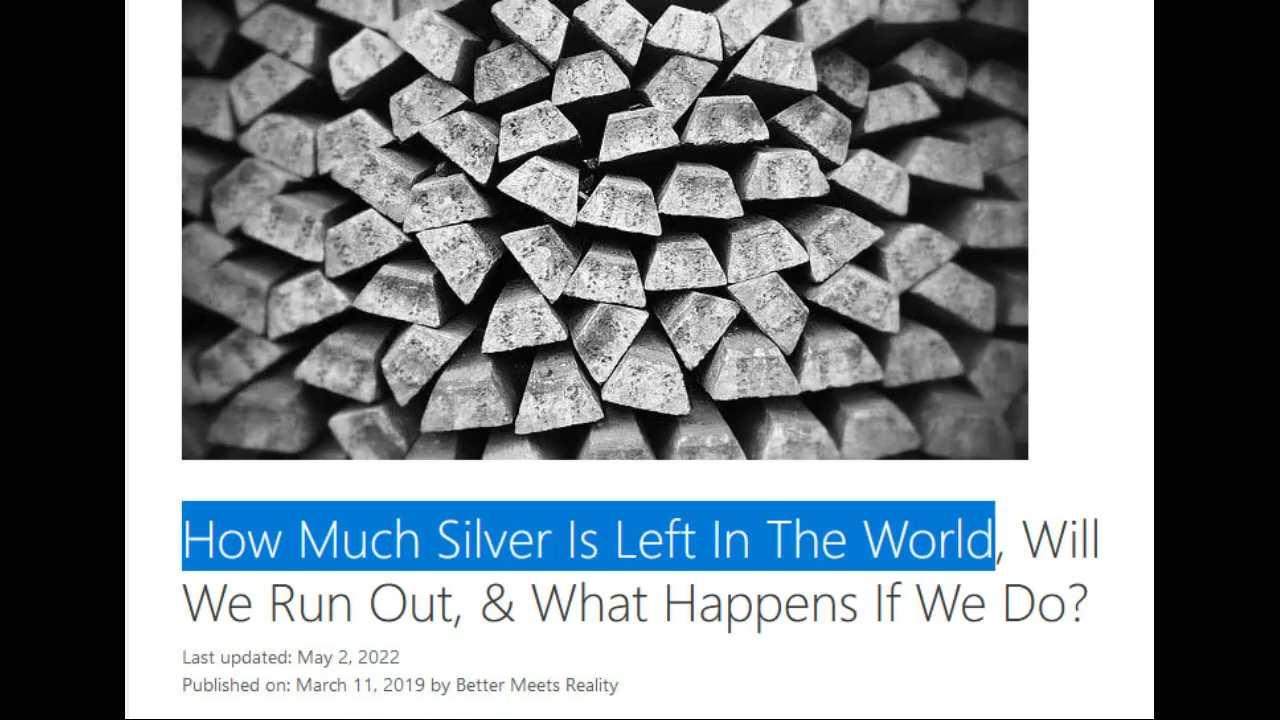 How Much Silver Is Left In The World, Will
We Run Out, & What Happens If We Do?
Last updated: May 2, 2022
Published on: March 11, 2019 by Better Meets Reality